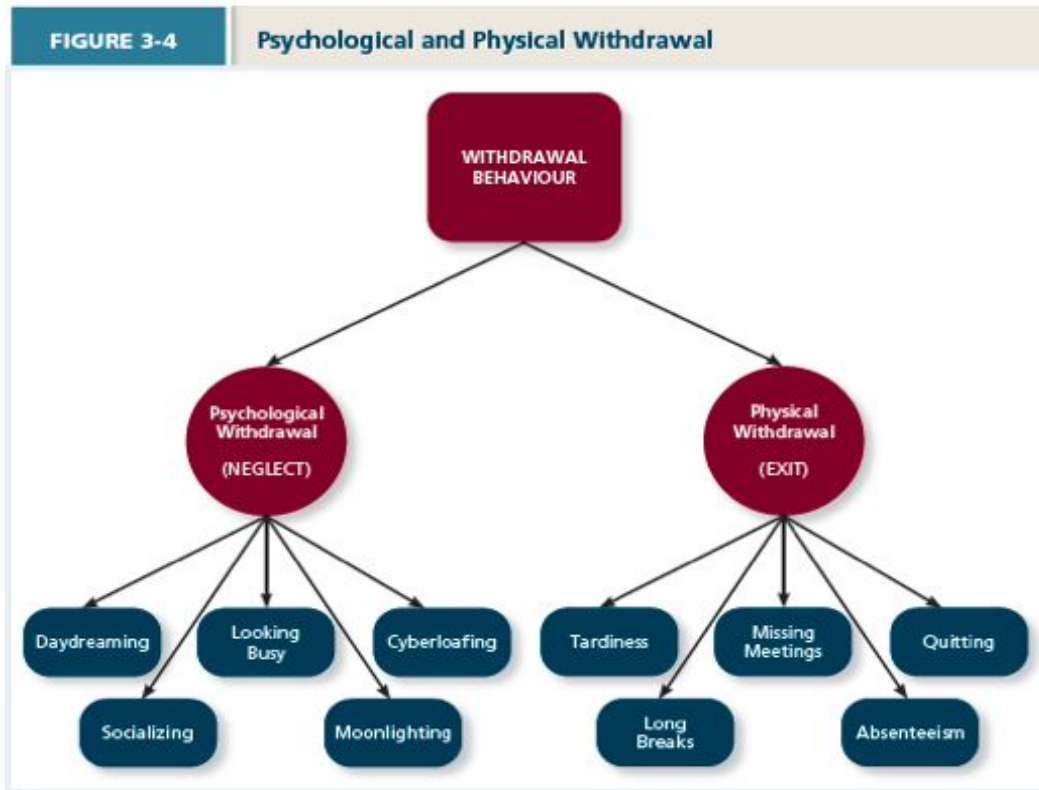 FIGURE 3-4
Psychological and Physical Withdrawal
WITHDRAWAL
BEHAVIOUR
Psychological
Withdrawal
(NEGLECT)
Physical
Withdrawal
(EXIT)
Daydreaming
Looking
Busy
Cyberloafing
Socializing
Moonlighting
Tardiness
Missing
Meetings
Quitting
Long
Breaks
Absenteeism